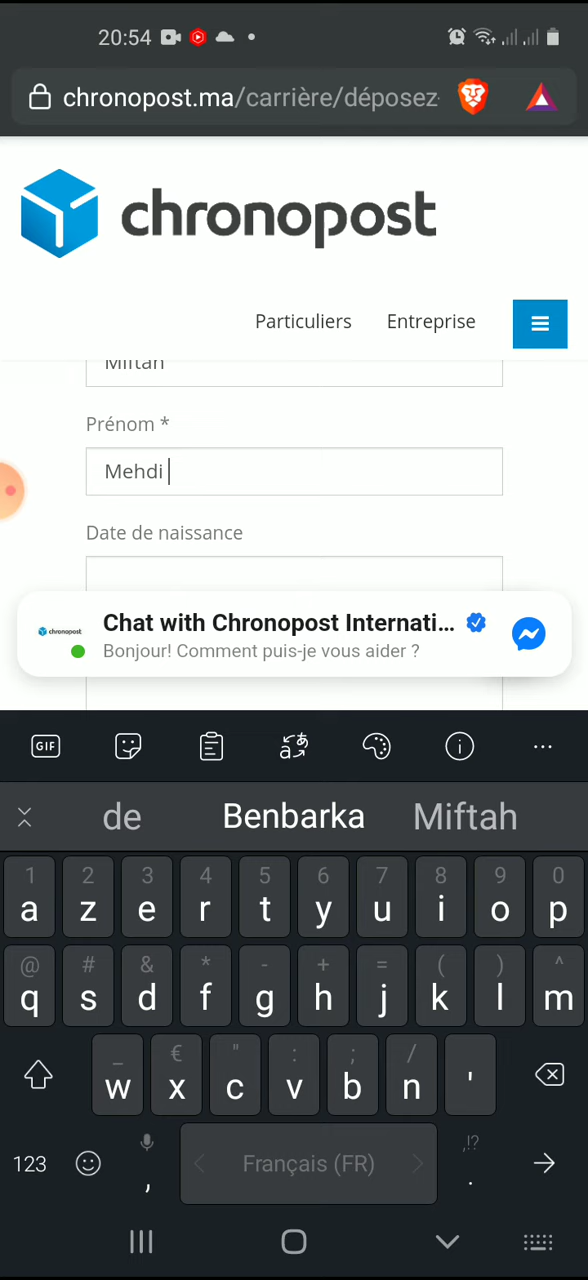 20:54
chronopost.ma/carrière/déposez-
chronopost
Particuliers Entreprise
Miftah
Prénom *
Mehdi
Date de naissance
chronopost
Chat with Chronopost Internati...
Bonjour! Comment puis-je vous aider ?
GIF
de Benbarka Miftah
1 2 3 4 5 6 7 8 9 0
a z e r t y u i o p
@ # & * - + = ( ) ^
q s d f g h j k l m
_ € " : ; /
w x c v b n '
,!?
123 , Français (FR) .